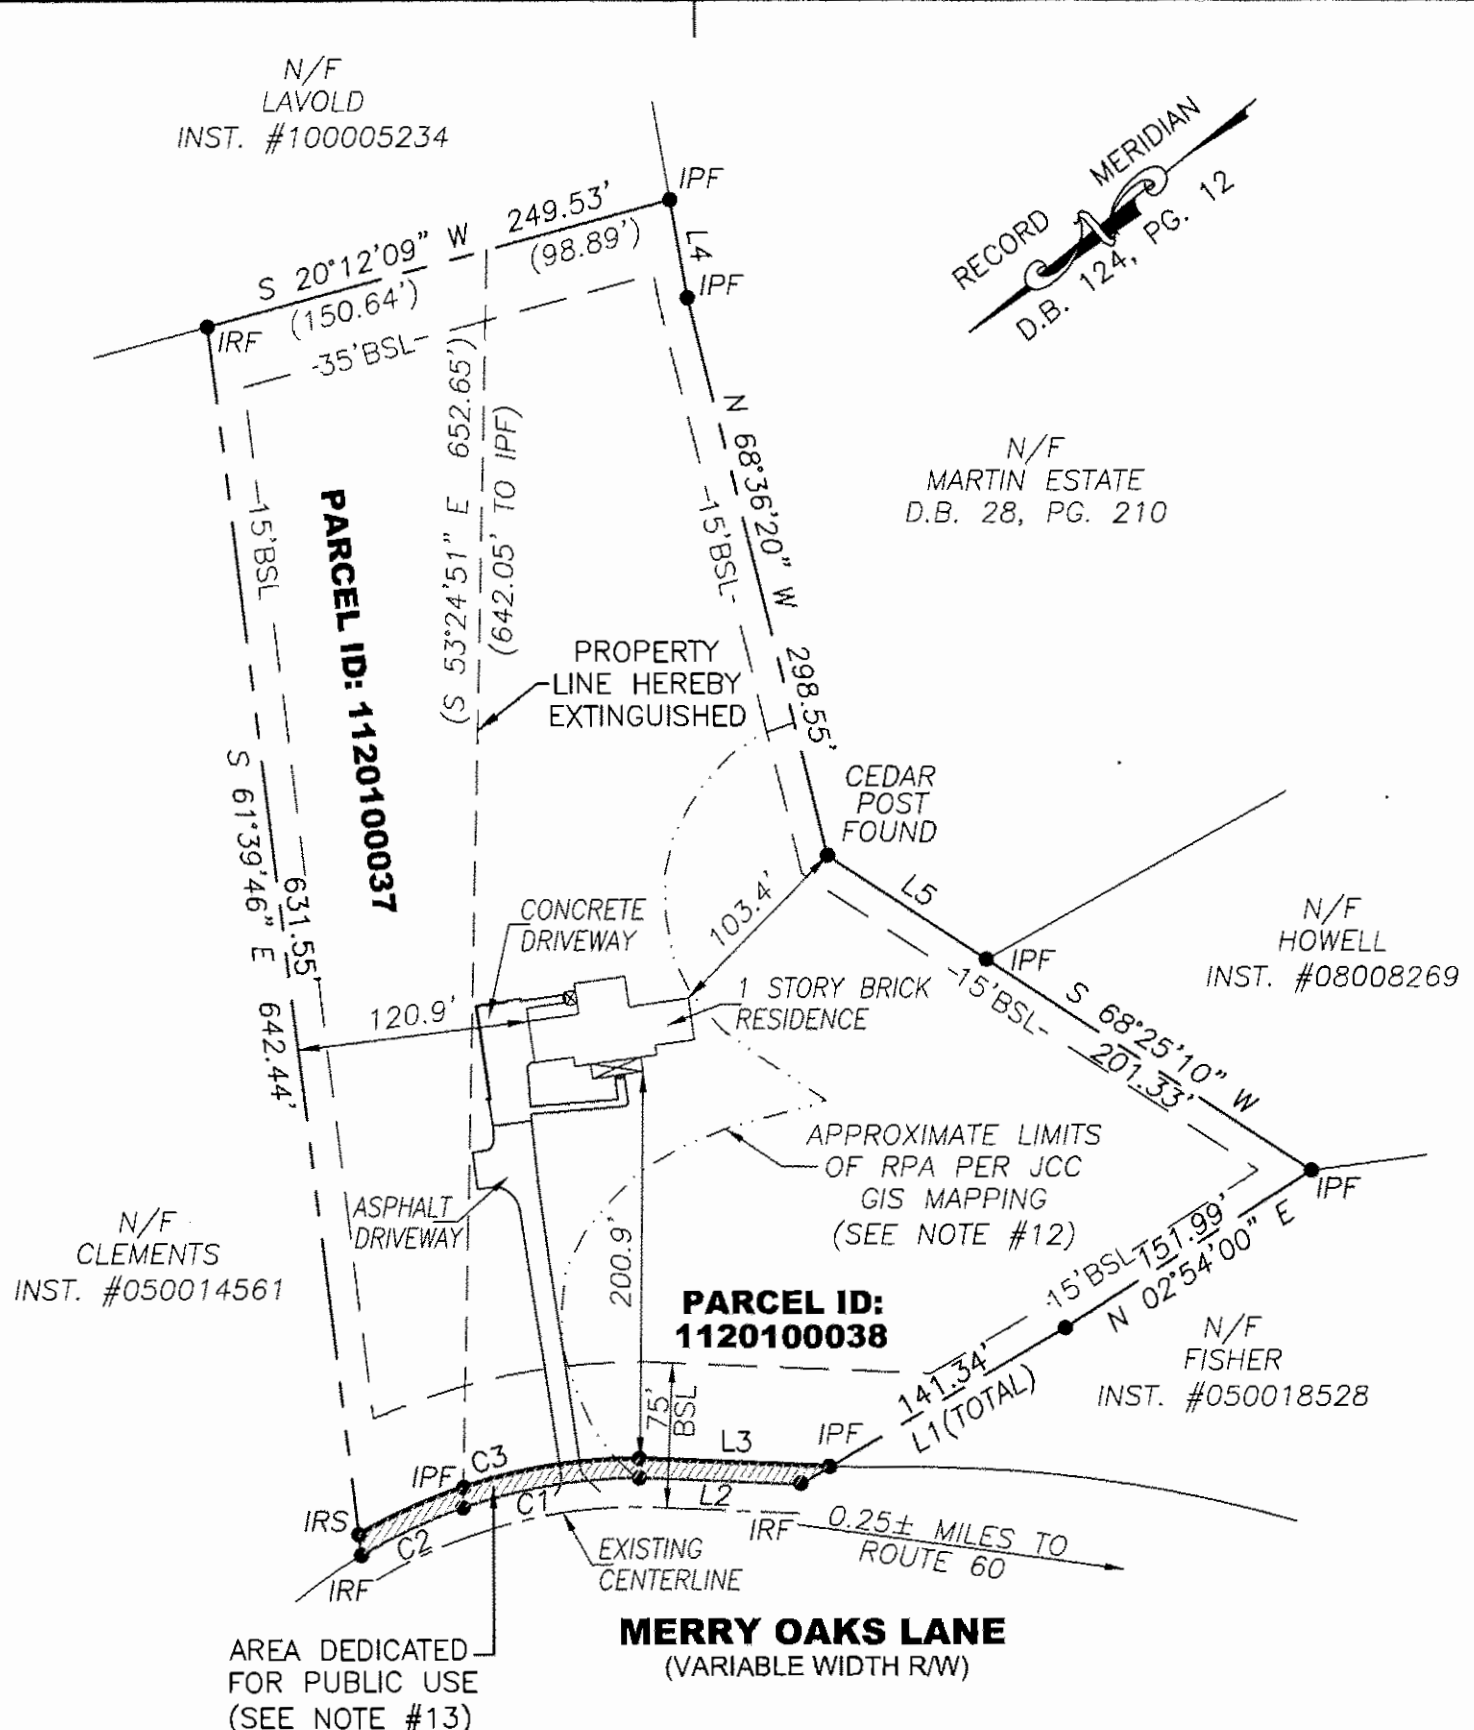 N/F
LAVOLD
INST. #100005234
RECORD MERIDIAN
D.B. 124, PG. 12
IPF
S 20°12'09" W 249.53'
(150.64')
(98.89')
L4
IPF
IRF
-35'BSL-
(S 53°24'51" E 652.65')
(642.05' TO IPF)
N 68°36'20" W 298.55'
-15'BSL-
N/F
MARTIN ESTATE
D.B. 28, PG. 210
-15'BSL
PARCEL ID: 1120100037
PROPERTY
LINE HEREBY
EXTINGUISHED
S 61°39'46" E 642.44'
631.55'
CEDAR
POST
FOUND
L5
103.4'
CONCRETE
DRIVEWAY
IPF
N/F
HOWELL
INST. #08008269
-15'BSL-
S 68°25'10" W
201.33'
1 STORY BRICK
RESIDENCE
120.9'
APPROXIMATE LIMITS
OF RPA PER JCC
GIS MAPPING
(SEE NOTE #12)
IPF
ASPHALT
DRIVEWAY
N/F
CLEMENTS
INST. #050014561
200.9'
-15'BSL
151.99'
N 02°54'00" E
PARCEL ID:
1120100038
N/F
FISHER
INST. #050018528
141.34'
L1(TOTAL)
75'
BSL
L3
IPF
IPF
C3
IRS
C1
L2
C2
IRF
IRF
0.25± MILES TO
ROUTE 60
EXISTING
CENTERLINE
MERRY OAKS LANE
(VARIABLE WIDTH R/W)
AREA DEDICATED
FOR PUBLIC USE
(SEE NOTE #13)